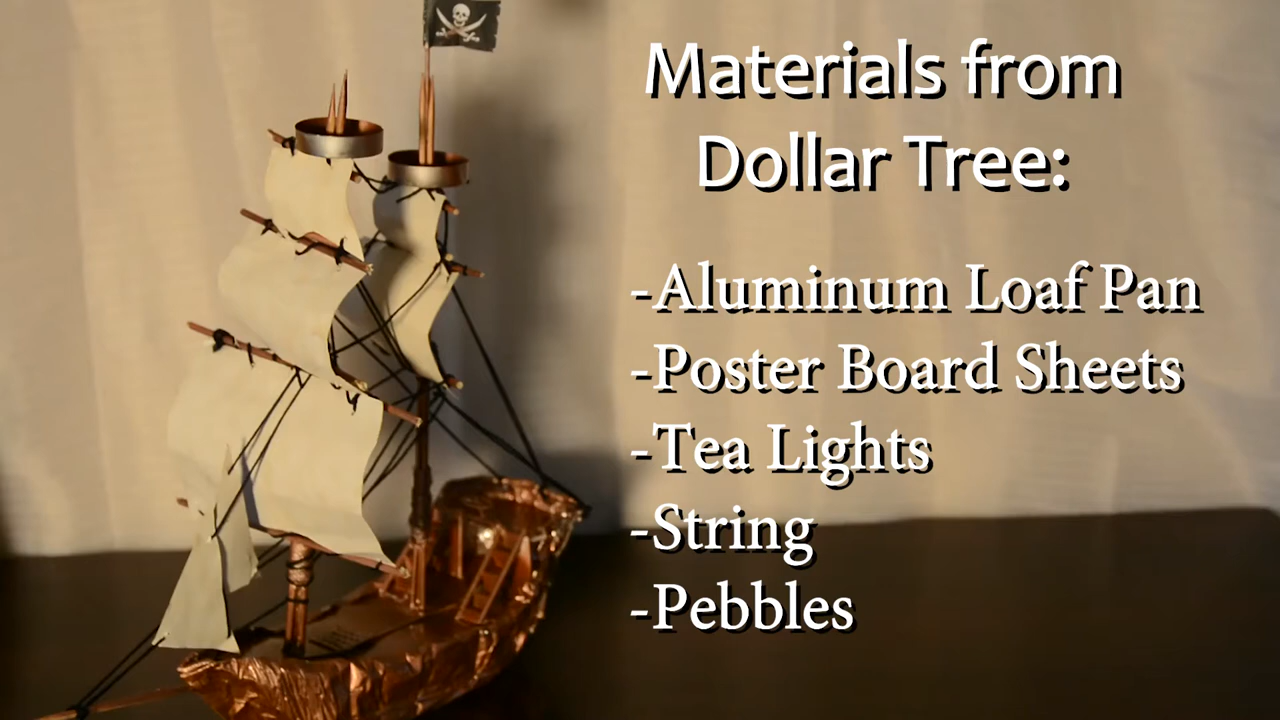 Materials from
Dollar Tree:
-Aluminum Loaf Pan
-Poster Board Sheets
-Tea Lights
-String
-Pebbles